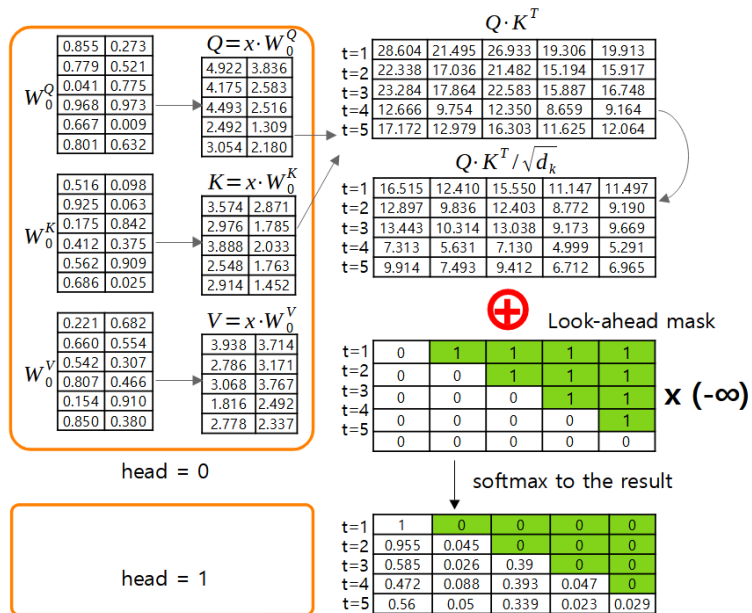 W₀^Q
0.855 0.273
0.779 0.521
0.041 0.775
0.968 0.973
0.667 0.009
0.801 0.632
Q=x·W₀^Q
4.922 3.836
4.175 2.583
4.493 2.516
2.492 1.309
3.054 2.180
W₀^K
0.516 0.098
0.925 0.063
0.175 0.842
0.412 0.375
0.562 0.909
0.686 0.025
K=x·W₀^K
3.574 2.871
2.976 1.785
3.888 2.033
2.548 1.763
2.914 1.452
W₀^V
0.221 0.682
0.660 0.554
0.542 0.307
0.807 0.466
0.154 0.910
0.850 0.380
V=x·W₀^V
3.938 3.714
2.786 3.171
3.068 3.767
1.816 2.492
2.778 2.337
head = 0
head = 1
Q·K^T
t=1 28.604 21.495 26.933 19.306 19.913
t=2 22.338 17.036 21.482 15.194 15.917
t=3 23.284 17.864 22.583 15.887 16.748
t=4 12.666 9.754 12.350 8.659 9.164
t=5 17.172 12.979 16.303 11.625 12.064
Q·K^T/√d_k
t=1 16.515 12.410 15.550 11.147 11.497
t=2 12.897 9.836 12.403 8.772 9.190
t=3 13.443 10.314 13.038 9.173 9.669
t=4 7.313 5.631 7.130 4.999 5.291
t=5 9.914 7.493 9.412 6.712 6.965
Look-ahead mask
t=1 0 1 1 1 1
t=2 0 0 1 1 1
t=3 0 0 0 1 1
t=4 0 0 0 0 1
t=5 0 0 0 0 0
x (-∞)
softmax to the result
t=1 1 0 0 0 0
t=2 0.955 0.045 0 0 0
t=3 0.585 0.026 0.39 0 0
t=4 0.472 0.088 0.393 0.047 0
t=5 0.56 0.05 0.339 0.023 0.029